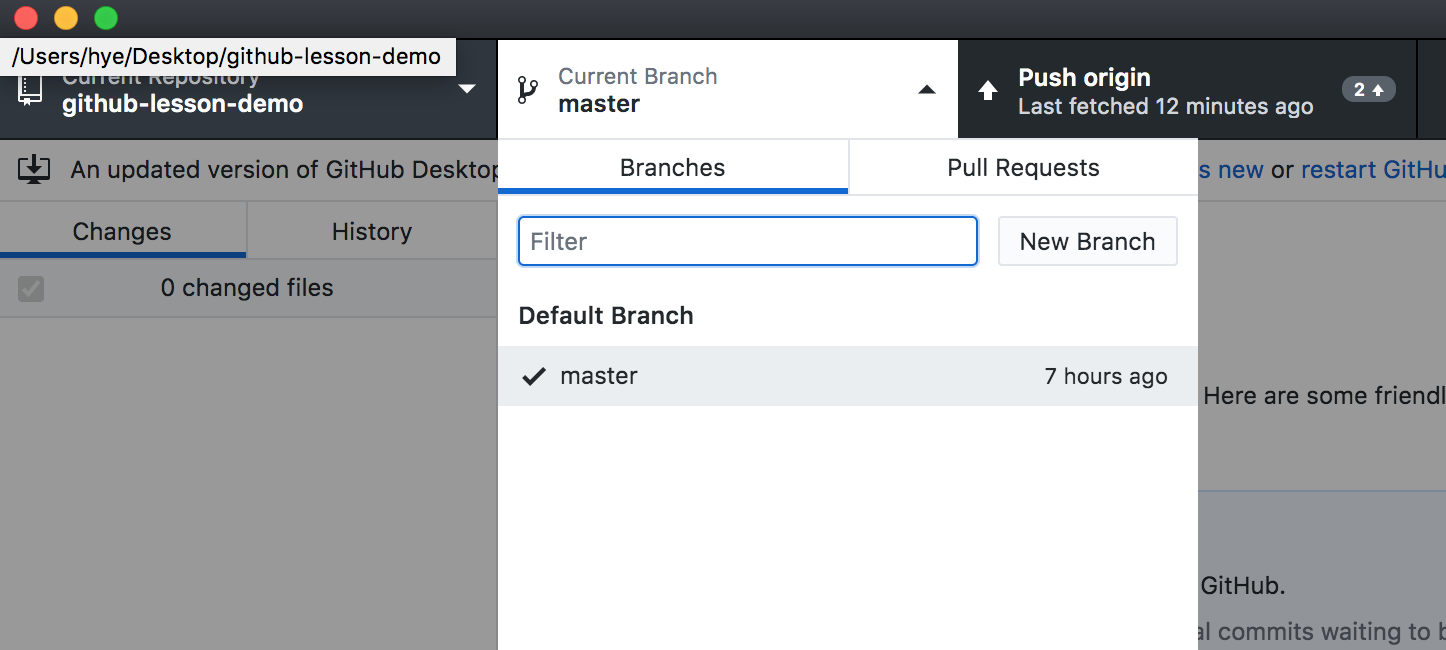 /Users/hye/Desktop/github-lesson-demo
Current Repository
github-lesson-demo
Current Branch
master
Push origin
Last fetched 12 minutes ago
2
An updated version of GitHub Desktop
s new or restart GitHu
Branches
Pull Requests
Changes
History
Filter
New Branch
0 changed files
Default Branch
master
7 hours ago
Here are some friendl
GitHub.
al commits waiting to b